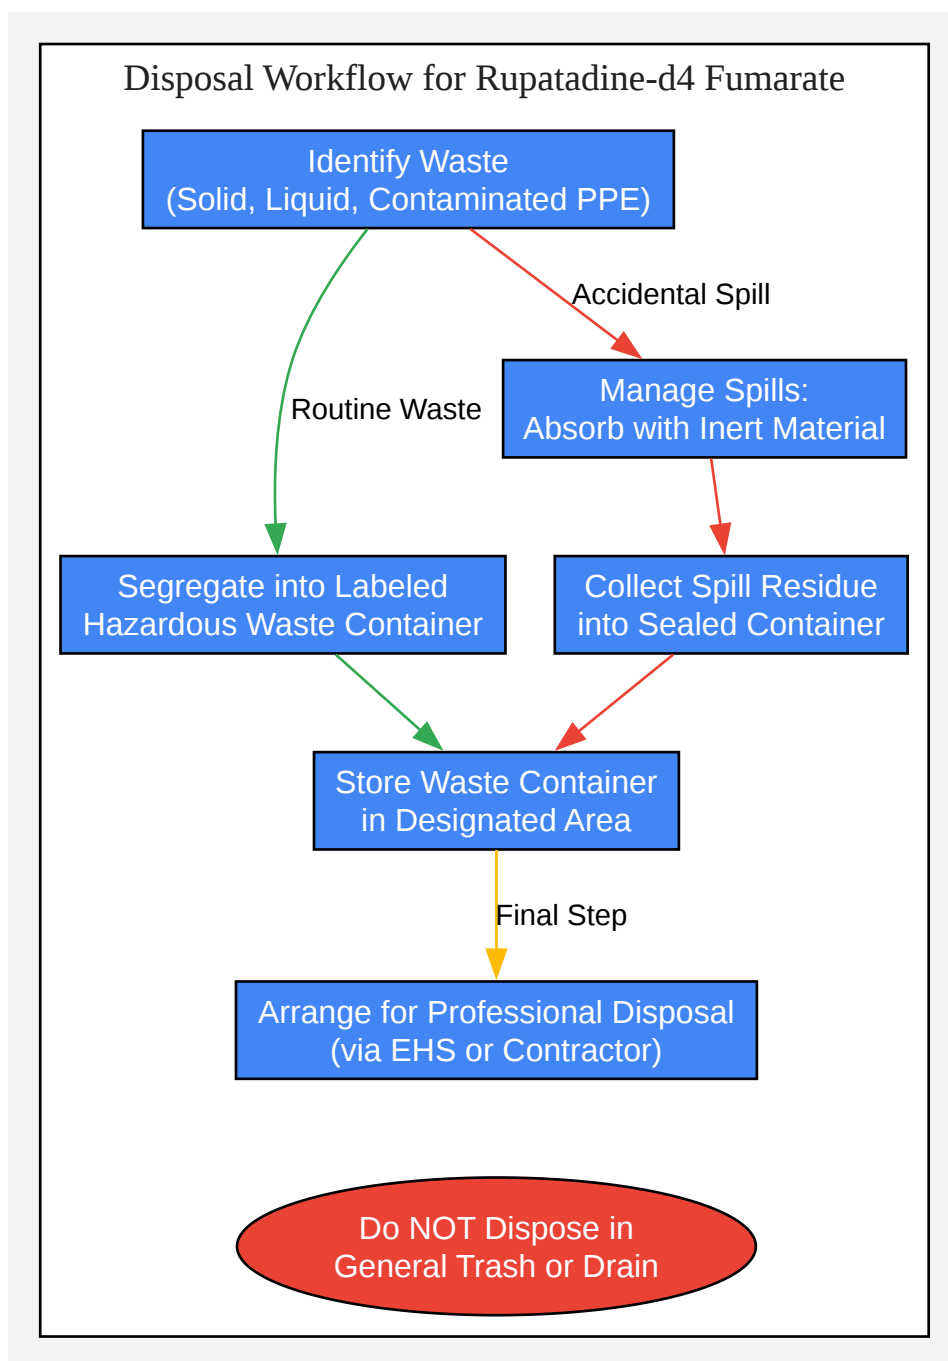 Disposal Workflow for Rupatadine-d4 Fumarate
Identify Waste
(Solid, Liquid, Contaminated PPE)
Accidental Spill
Manage Spills:
Absorb with Inert Material
Routine Waste
Segregate into Labeled
Hazardous Waste Container
Collect Spill Residue
into Sealed Container
Store Waste Container
in Designated Area
Final Step
Arrange for Professional Disposal
(via EHS or Contractor)
Do NOT Dispose in
General Trash or Drain